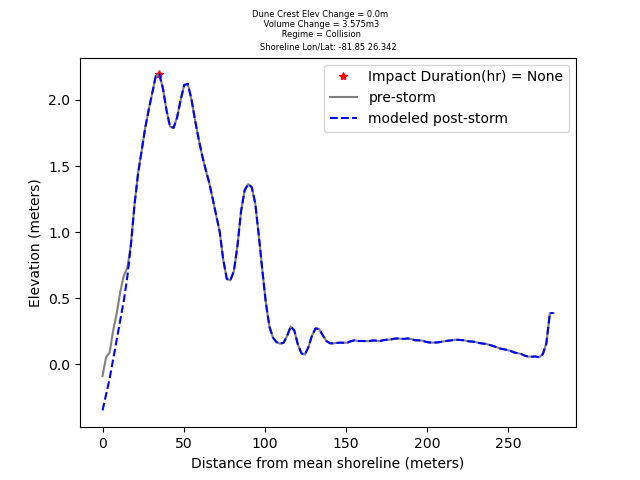 Dune Crest Elev Change = 0.0m
Volume Change = 3.575m3
Regime = Collision
Shoreline Lon/Lat: -81.85 26.342
Impact Duration(hr) = None
pre-storm
modeled post-storm
Elevation (meters)
2.0
1.5
1.0
0.5
0.0
0 50 100 150 200 250
Distance from mean shoreline (meters)